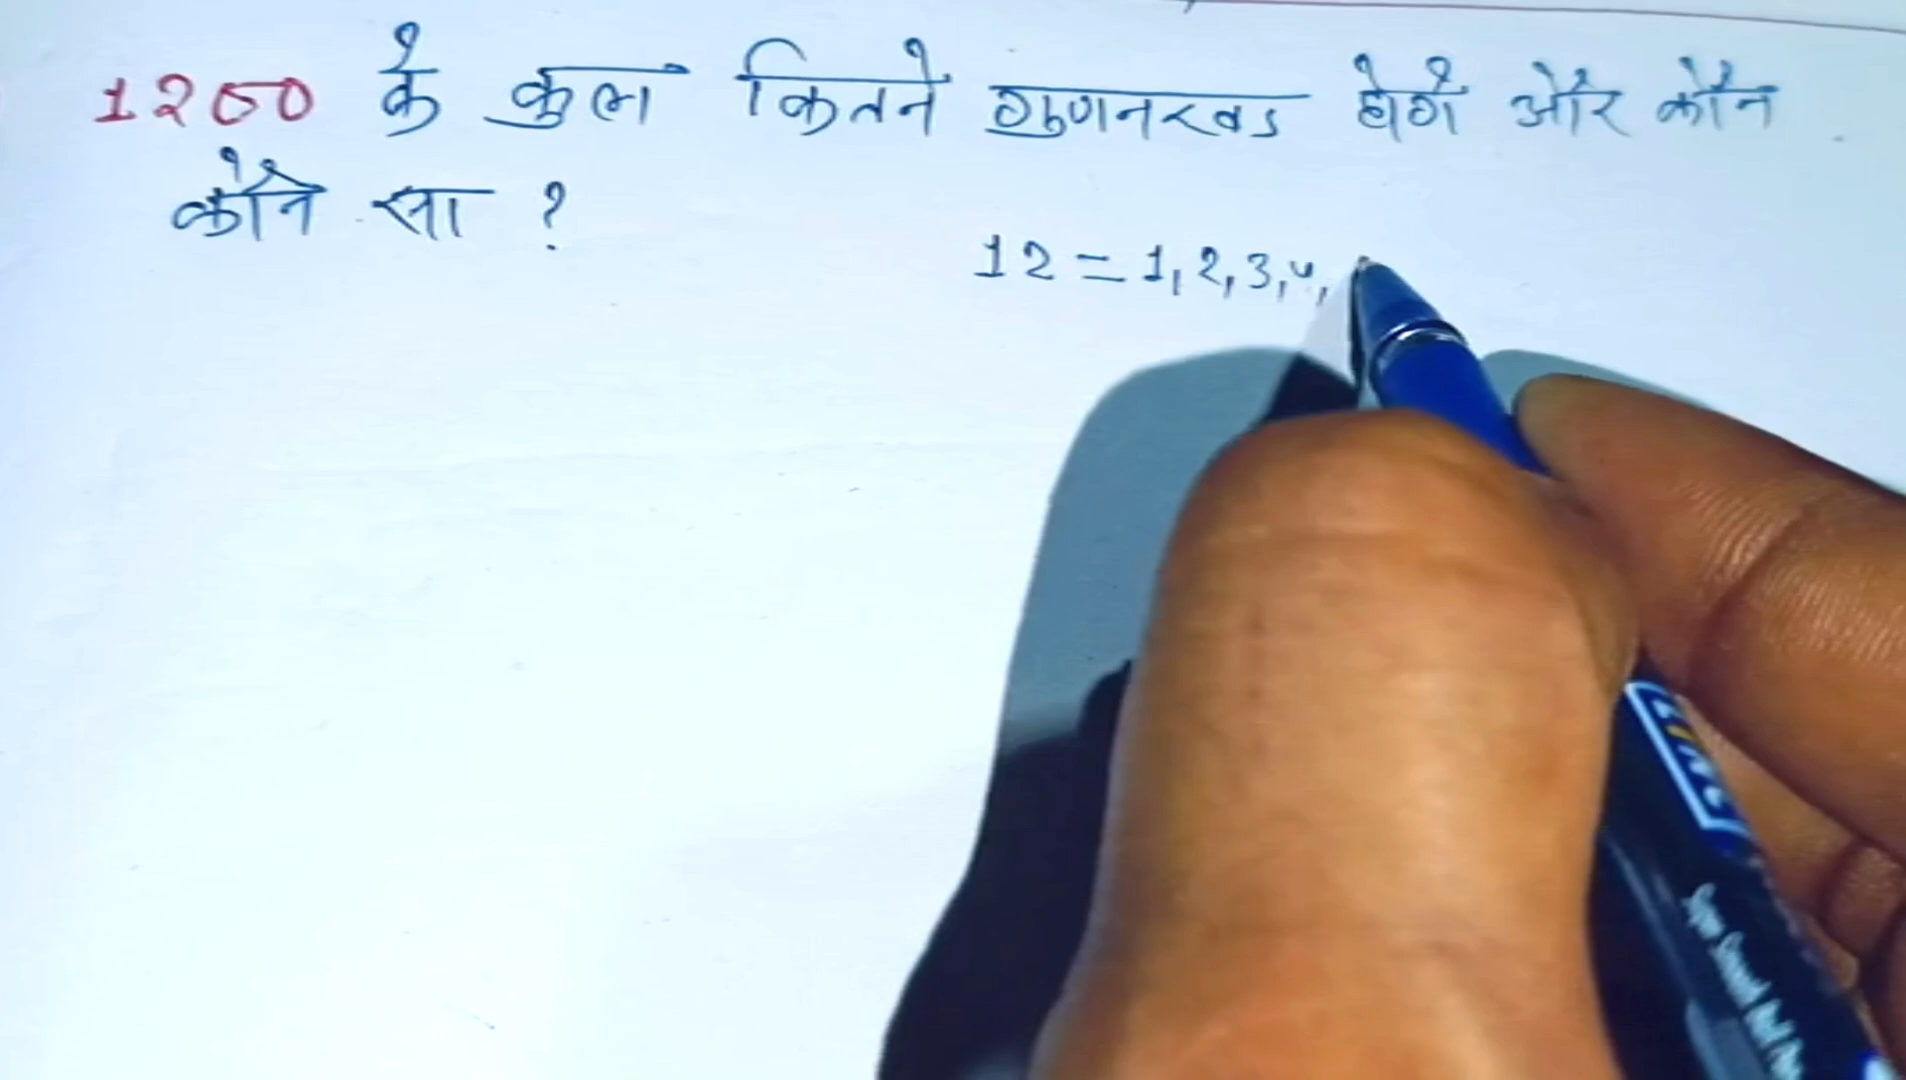 1200 के कुल कितने गुणनखंड होगें और कौन
कौन सा ?
12 = 1, 2, 3, 4,